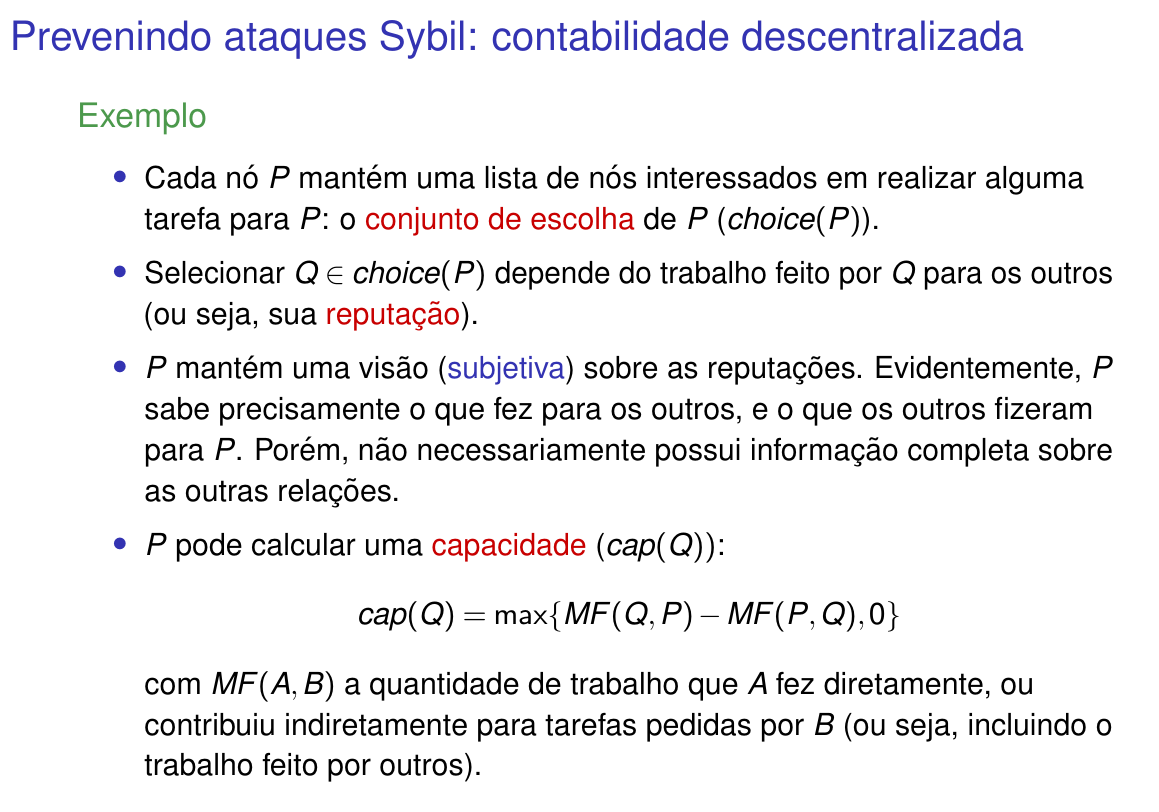 Prevenindo ataques Sybil: contabilidade descentralizada
Exemplo
• Cada nó P mantém uma lista de nós interessados em realizar alguma
tarefa para P: o conjunto de escolha de P (choice(P)).
• Selecionar Q ∈ choice(P) depende do trabalho feito por Q para os outros
(ou seja, sua reputação).
• P mantém uma visão (subjetiva) sobre as reputações. Evidentemente, P
sabe precisamente o que fez para os outros, e o que os outros fizeram
para P. Porém, não necessariamente possui informação completa sobre
as outras relações.
• P pode calcular uma capacidade (cap(Q)):
cap(Q) = max{MF(Q,P) − MF(P,Q),0}
com MF(A,B) a quantidade de trabalho que A fez diretamente, ou
contribuiu indiretamente para tarefas pedidas por B (ou seja, incluindo o
trabalho feito por outros).